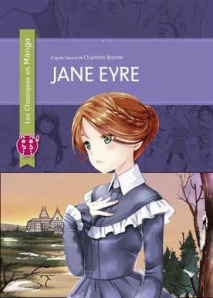 D'après l'œuvre de Charlotte Brontë
JANE EYRE
Les Classiques en Manga